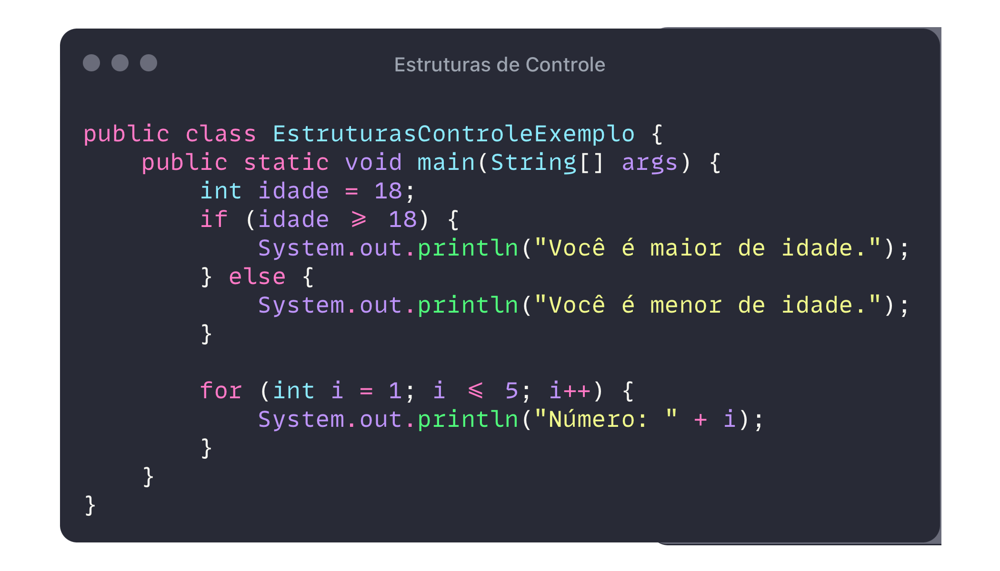 Estruturas de Controle
public class EstruturasControleExemplo {
    public static void main(String[] args) {
        int idade = 18;
        if (idade >= 18) {
            System.out.println("Você é maior de idade.");
        } else {
            System.out.println("Você é menor de idade.");
        }

        for (int i = 1; i <= 5; i++) {
            System.out.println("Número: " + i);
        }
    }
}